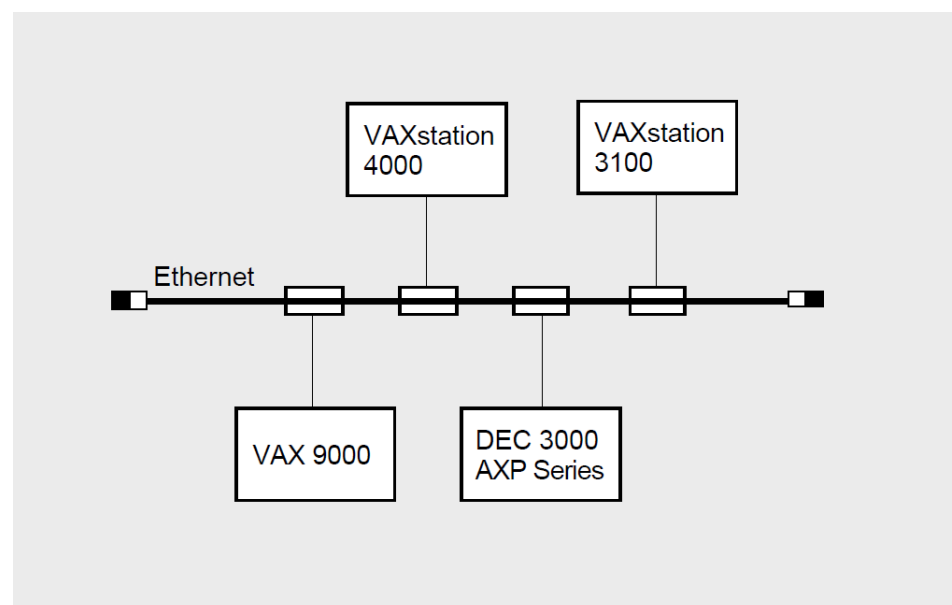 VAXstation
4000
VAXstation
3100
Ethernet
VAX 9000
DEC 3000
AXP Series